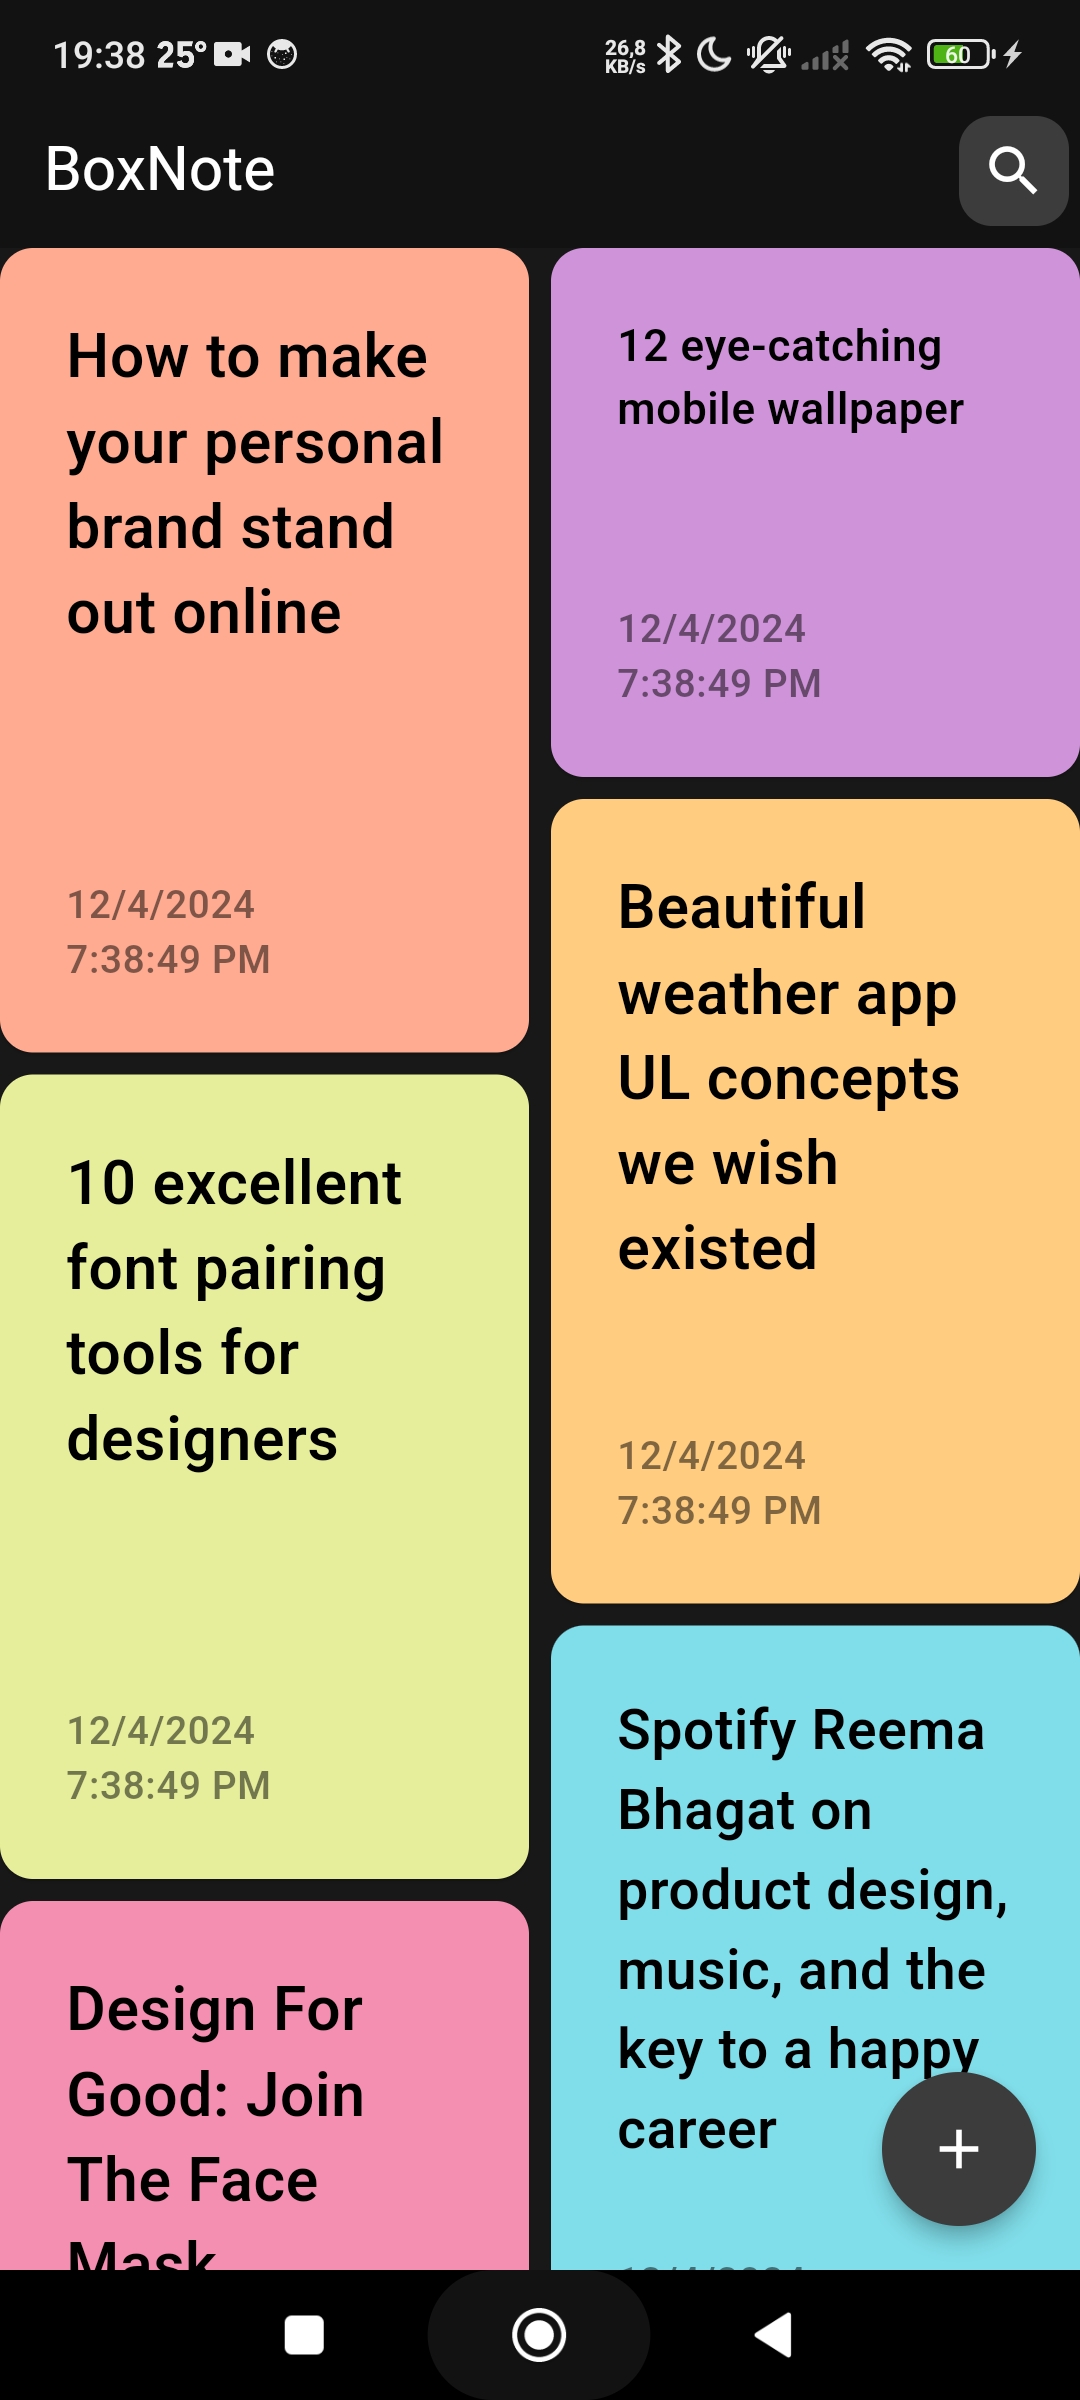 19:38 25°
26,8
KB/s
60
BoxNote
How to make
your personal
brand stand
out online
12/4/2024
7:38:49 PM
12 eye-catching
mobile wallpaper
12/4/2024
7:38:49 PM
Beautiful
weather app
UL concepts
we wish
existed
12/4/2024
7:38:49 PM
10 excellent
font pairing
tools for
designers
12/4/2024
7:38:49 PM
Spotify Reema
Bhagat on
product design,
music, and the
key to a happy
career
Design For
Good: Join
The Face
Mask